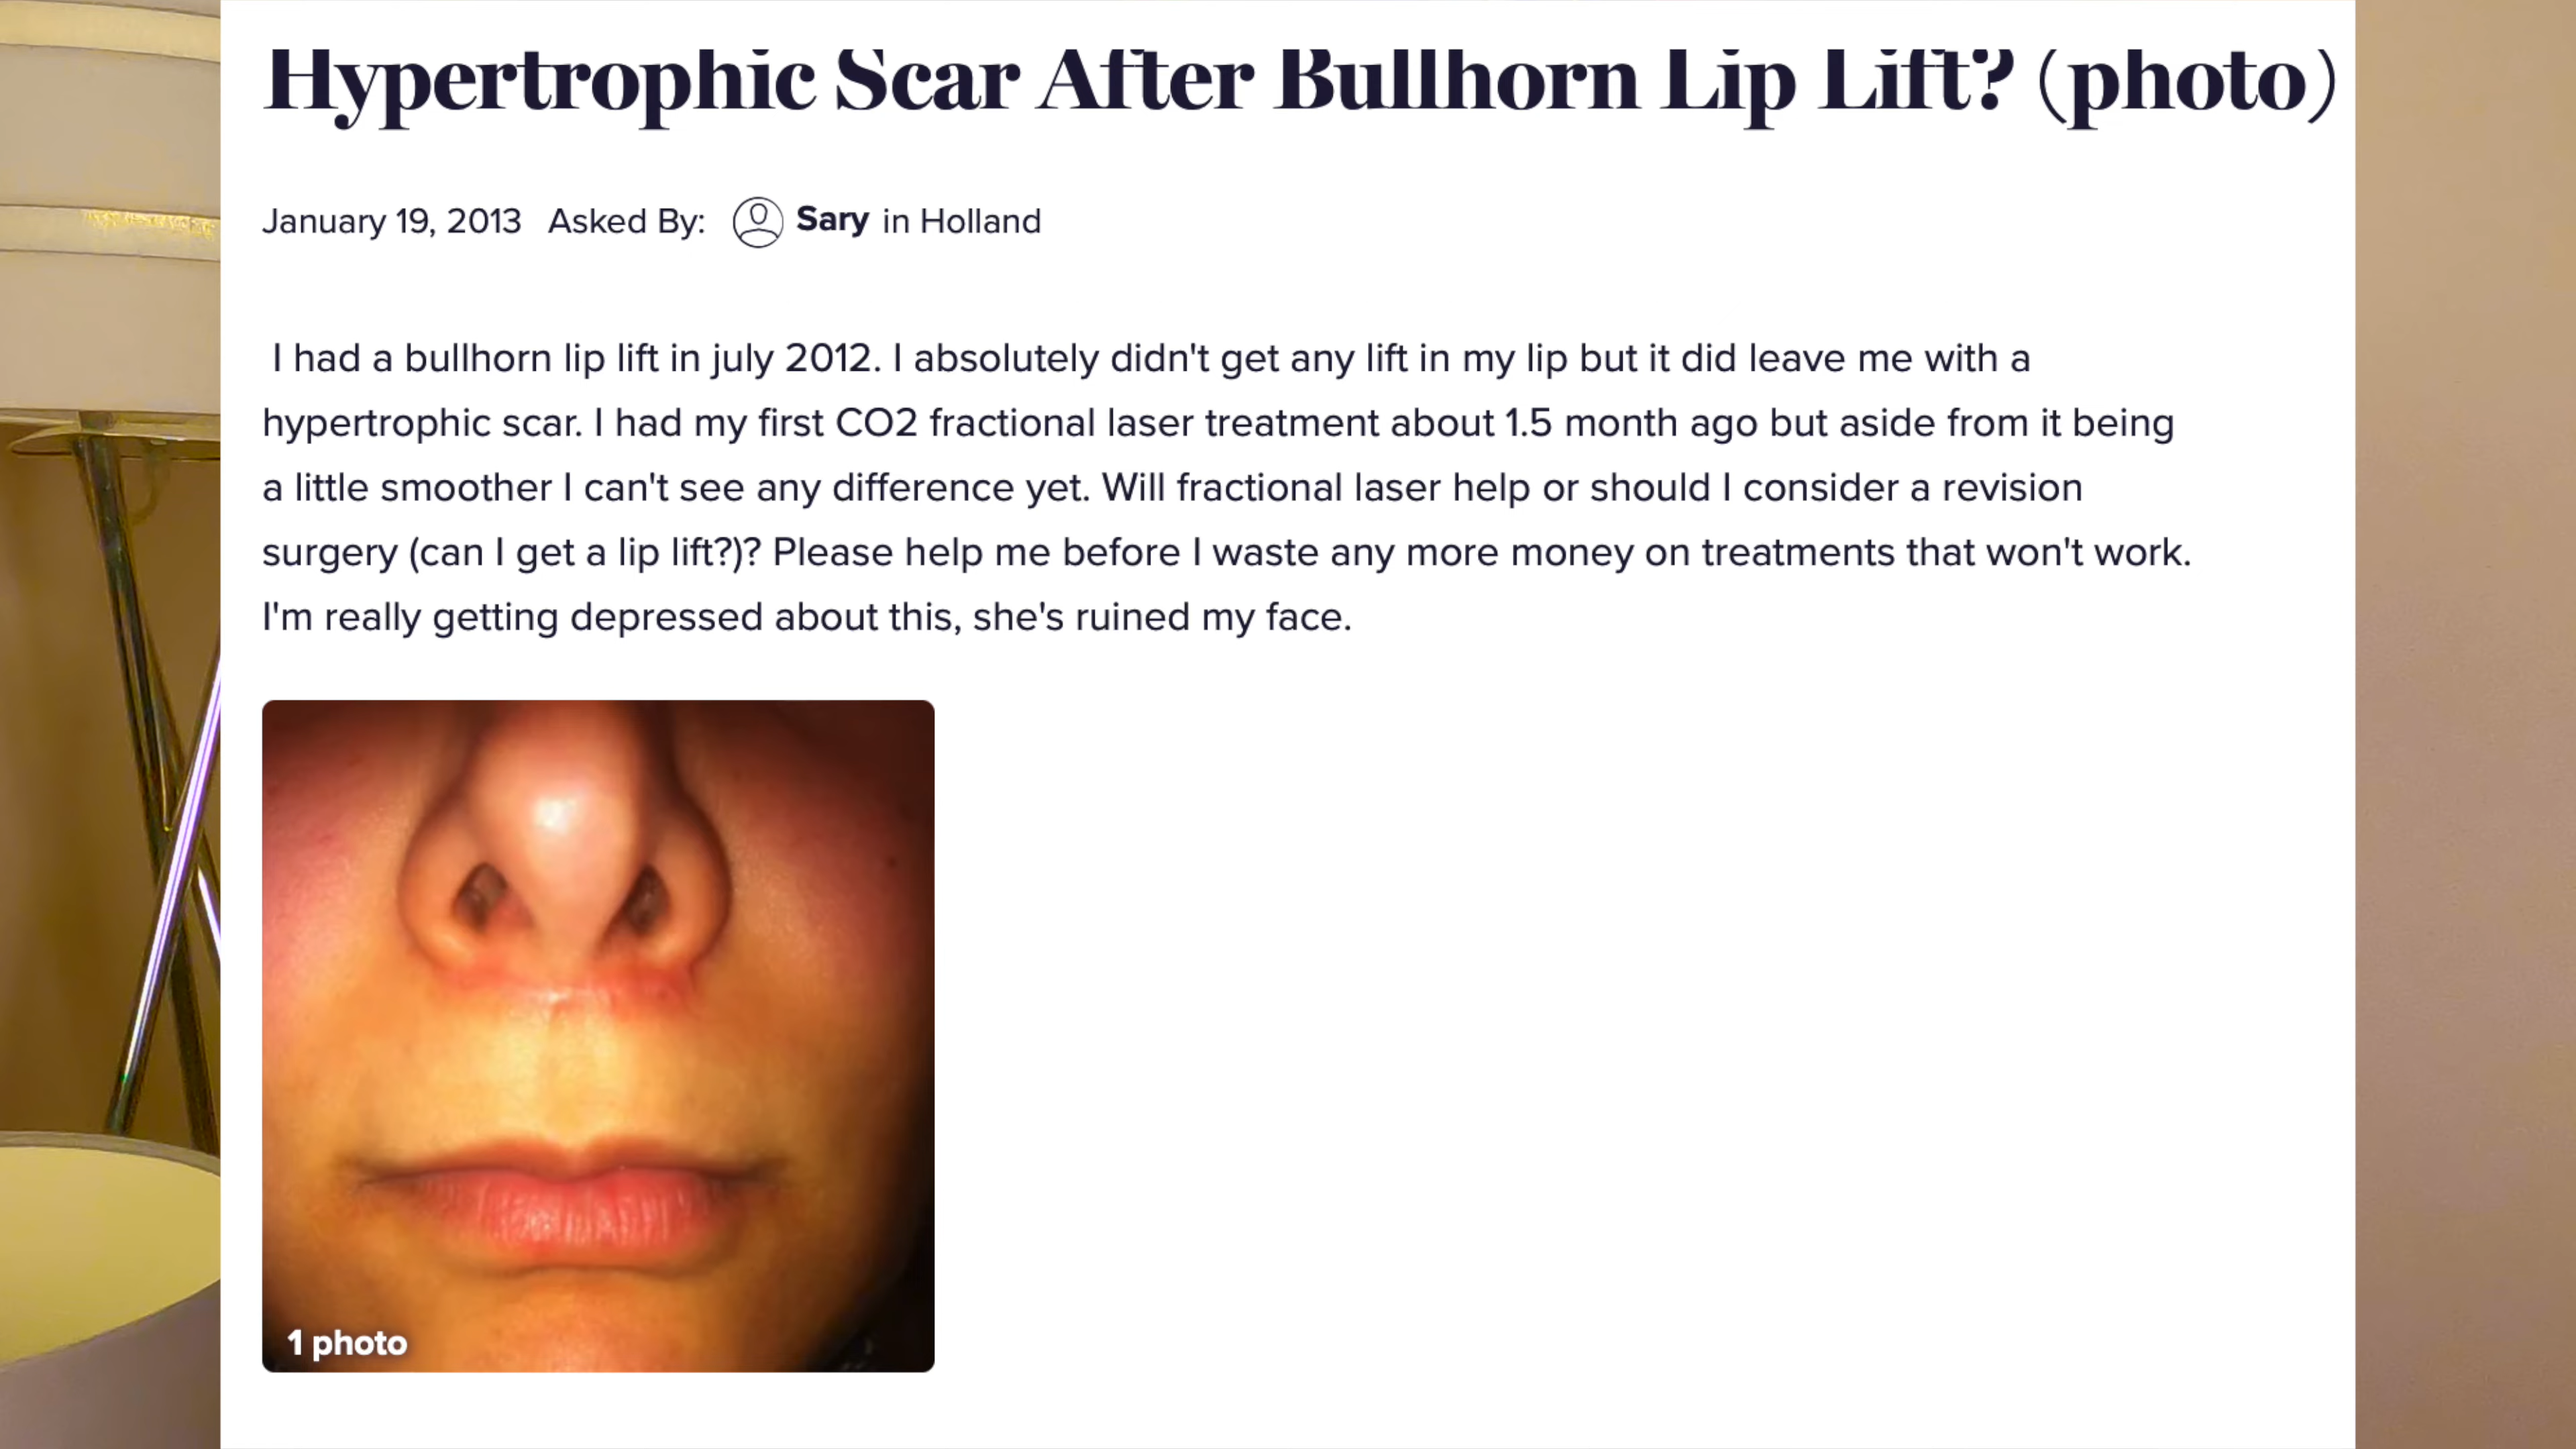 Hypertrophic Scar After Bullhorn Lip Lift? (photo)
January 19, 2013 Asked By: Sary in Holland
I had a bullhorn lip lift in july 2012. I absolutely didn't get any lift in my lip but it did leave me with a
hypertrophic scar. I had my first CO2 fractional laser treatment about 1.5 month ago but aside from it being
a little smoother I can't see any difference yet. Will fractional laser help or should I consider a revision
surgery (can I get a lip lift?)? Please help me before I waste any more money on treatments that won't work.
I'm really getting depressed about this, she's ruined my face.
1 photo